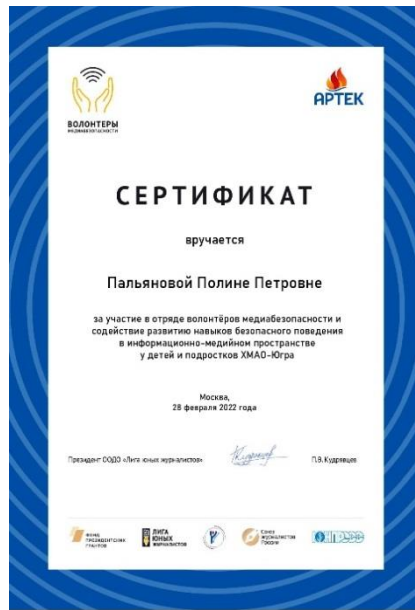 ВОЛОНТЕРЫ
МЕДИАБЕЗОПАСНОСТИ
АРТЕК
СЕРТИФИКАТ
вручается
Пальяновой Полине Петровне
за участие в отряде волонтёров медиабезопасности и
содействие развитию навыков безопасного поведения
в информационно-медийном пространстве
у детей и подростков ХМАО-Югра
Москва,
28 февраля 2022 года
Президент ООДО «Лига юных журналистов»
П.В. Кудрявцев
ФОНД
ПРЕЗИДЕНТСКИХ
ГРАНТОВ
ЛИГА
ЮНЫХ
ЖУРНАЛИСТОВ
Союз
журналистов
России